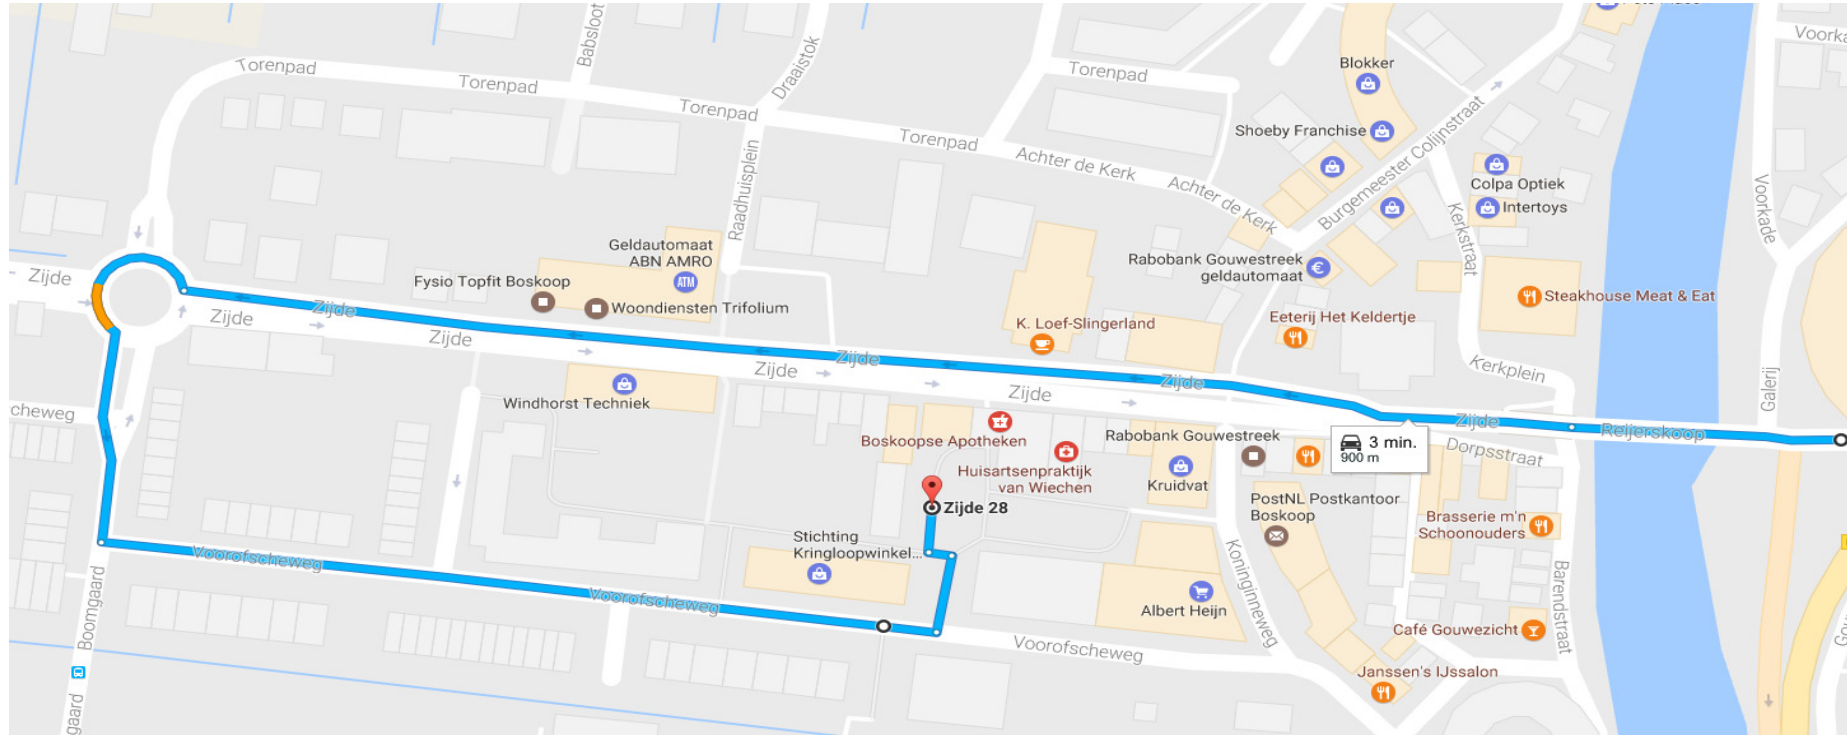 Voorka
Torenpad
Torenpad
Torenpad
Torenpad
Torenpad
Babsloot
Draaistok
Raadhuisplein
Blokker
Shoeby Franchise
Burgemeester Colijnstraat
Achter de Kerk
Achter de Kerk
Colpa Optiek
Intertoys
Kerkstraat
Voorkade
Geldautomaat
ABN AMRO
ATM
Rabobank Gouwestreek
geldautomaat
Zijde
Fysio Topfit Boskoop
Woondiensten Trifolium
Steakhouse Meat & Eat
Zijde
Zijde
Zijde
K. Loef-Slingerland
Eeterij Het Keldertje
Zijde
Zijde
Zijde
Zijde
Kerkplein
Galerij
Windhorst Techniek
Zijde
cheweg
Zijde
Reijerskoop
Boskoopse Apotheken
Rabobank Gouwestreek
3 min.
900 m
Dorpsstraat
Huisartsenpraktijk
van Wiechen
Kruidvat
Zijde 28
PostNL Postkantoor
Boskoop
Brasserie m'n
Schoonouders
Stichting
Kringloopwinkel...
Voorofscheweg
Voorofscheweg
Koninginneweg
Albert Heijn
Barendstraat
Boomgaard
Café Gouwezicht
Voorofscheweg
Janssen's IJssalon
gaard